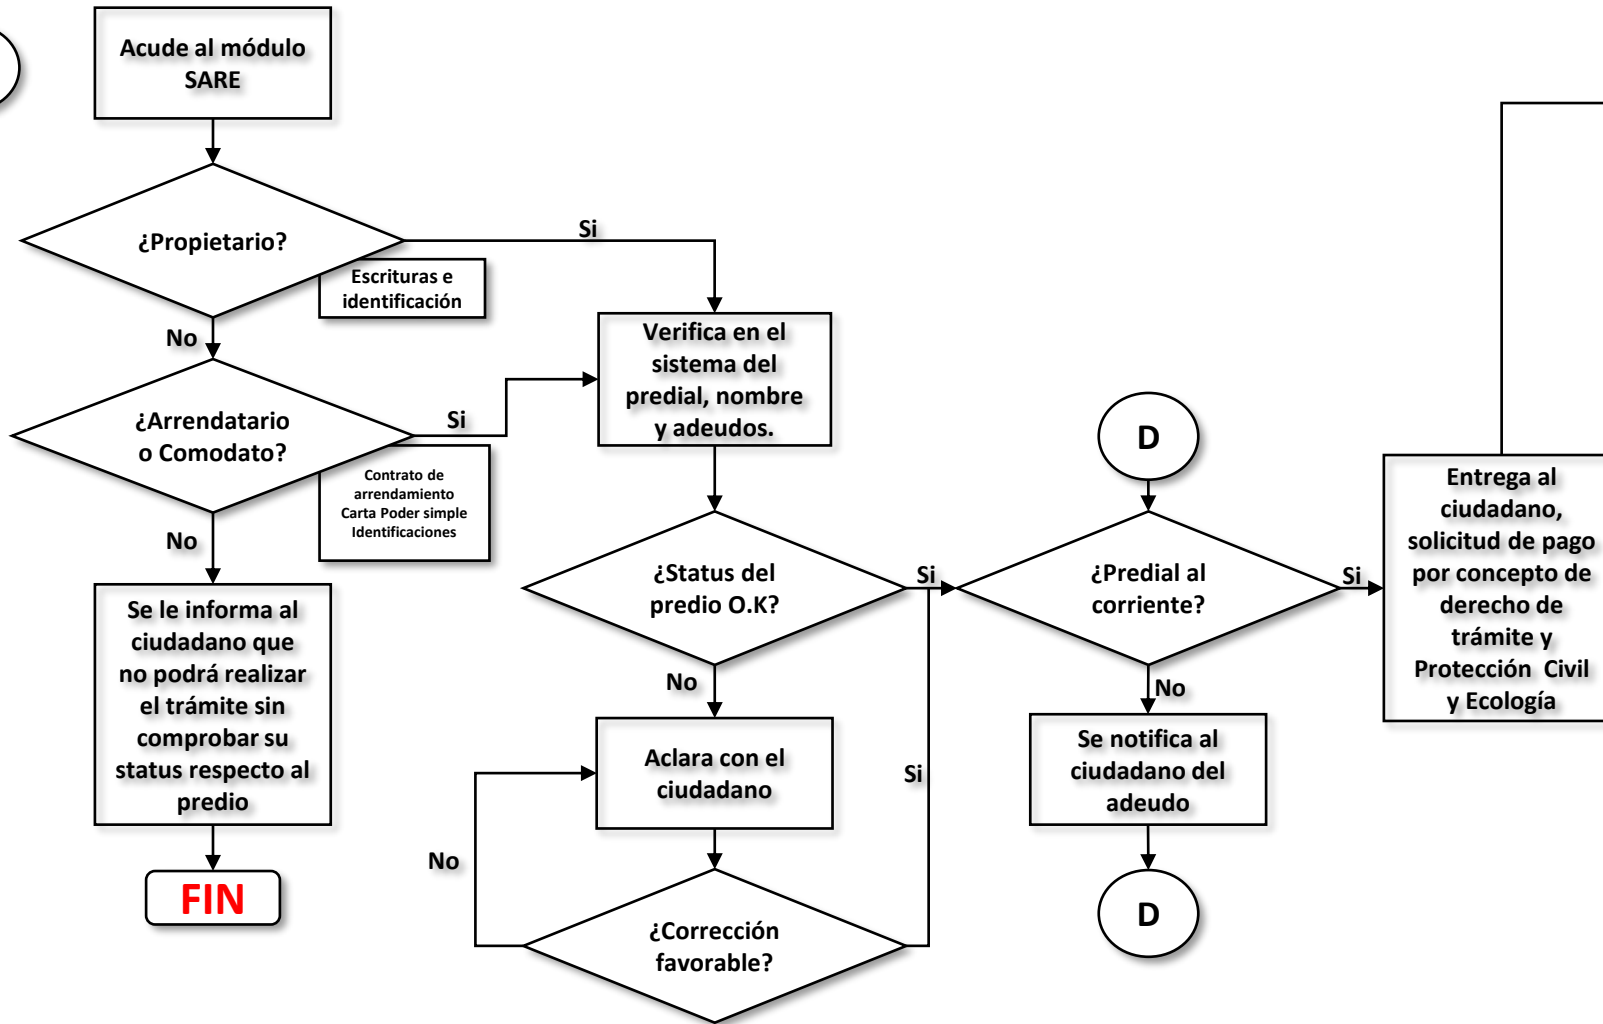 Acude al módulo
SARE
¿Propietario?
Si
Escrituras e
identificación
No
¿Arrendatario
o Comodato?
Si
Contrato de
arrendamiento
Carta Poder simple
Identificaciones
No
Se le informa al
ciudadano que
no podrá realizar
el trámite sin
comprobar su
status respecto al
predio
FIN
Verifica en el
sistema del
predial, nombre
y adeudos.
¿Status del
predio O.K?
Si
No
Aclara con el
ciudadano
No
Si
¿Corrección
favorable?
D
¿Predial al
corriente?
Si
No
Se notifica al
ciudadano del
adeudo
D
Entrega al
ciudadano,
solicitud de pago
por concepto de
derecho de
trámite y
Protección  Civil
y Ecología